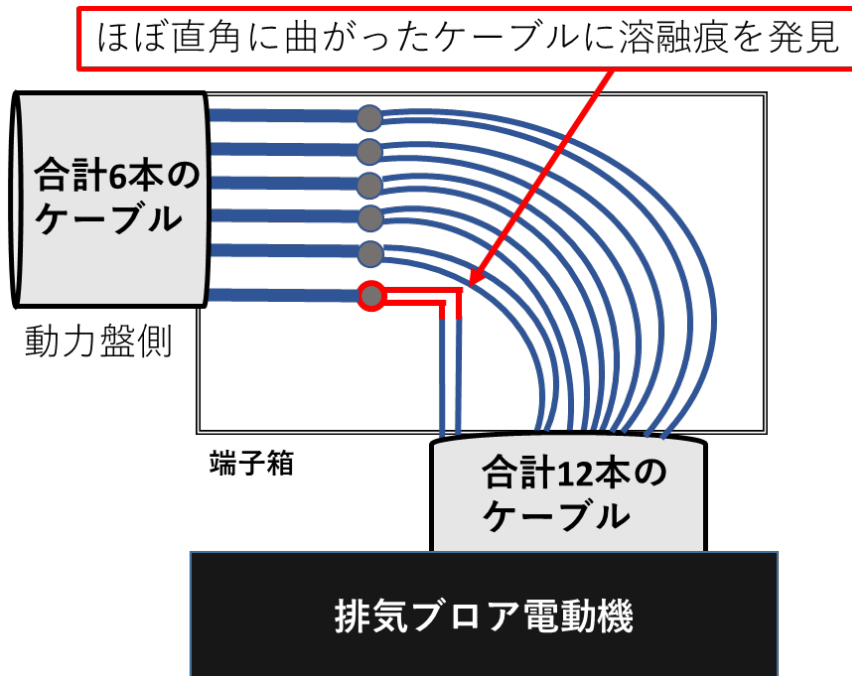 ほぼ直角に曲がったケーブルに溶融痕を発見
合計6本の
ケーブル
動力盤側
端子箱
合計12本の
ケーブル
排気ブロア電動機